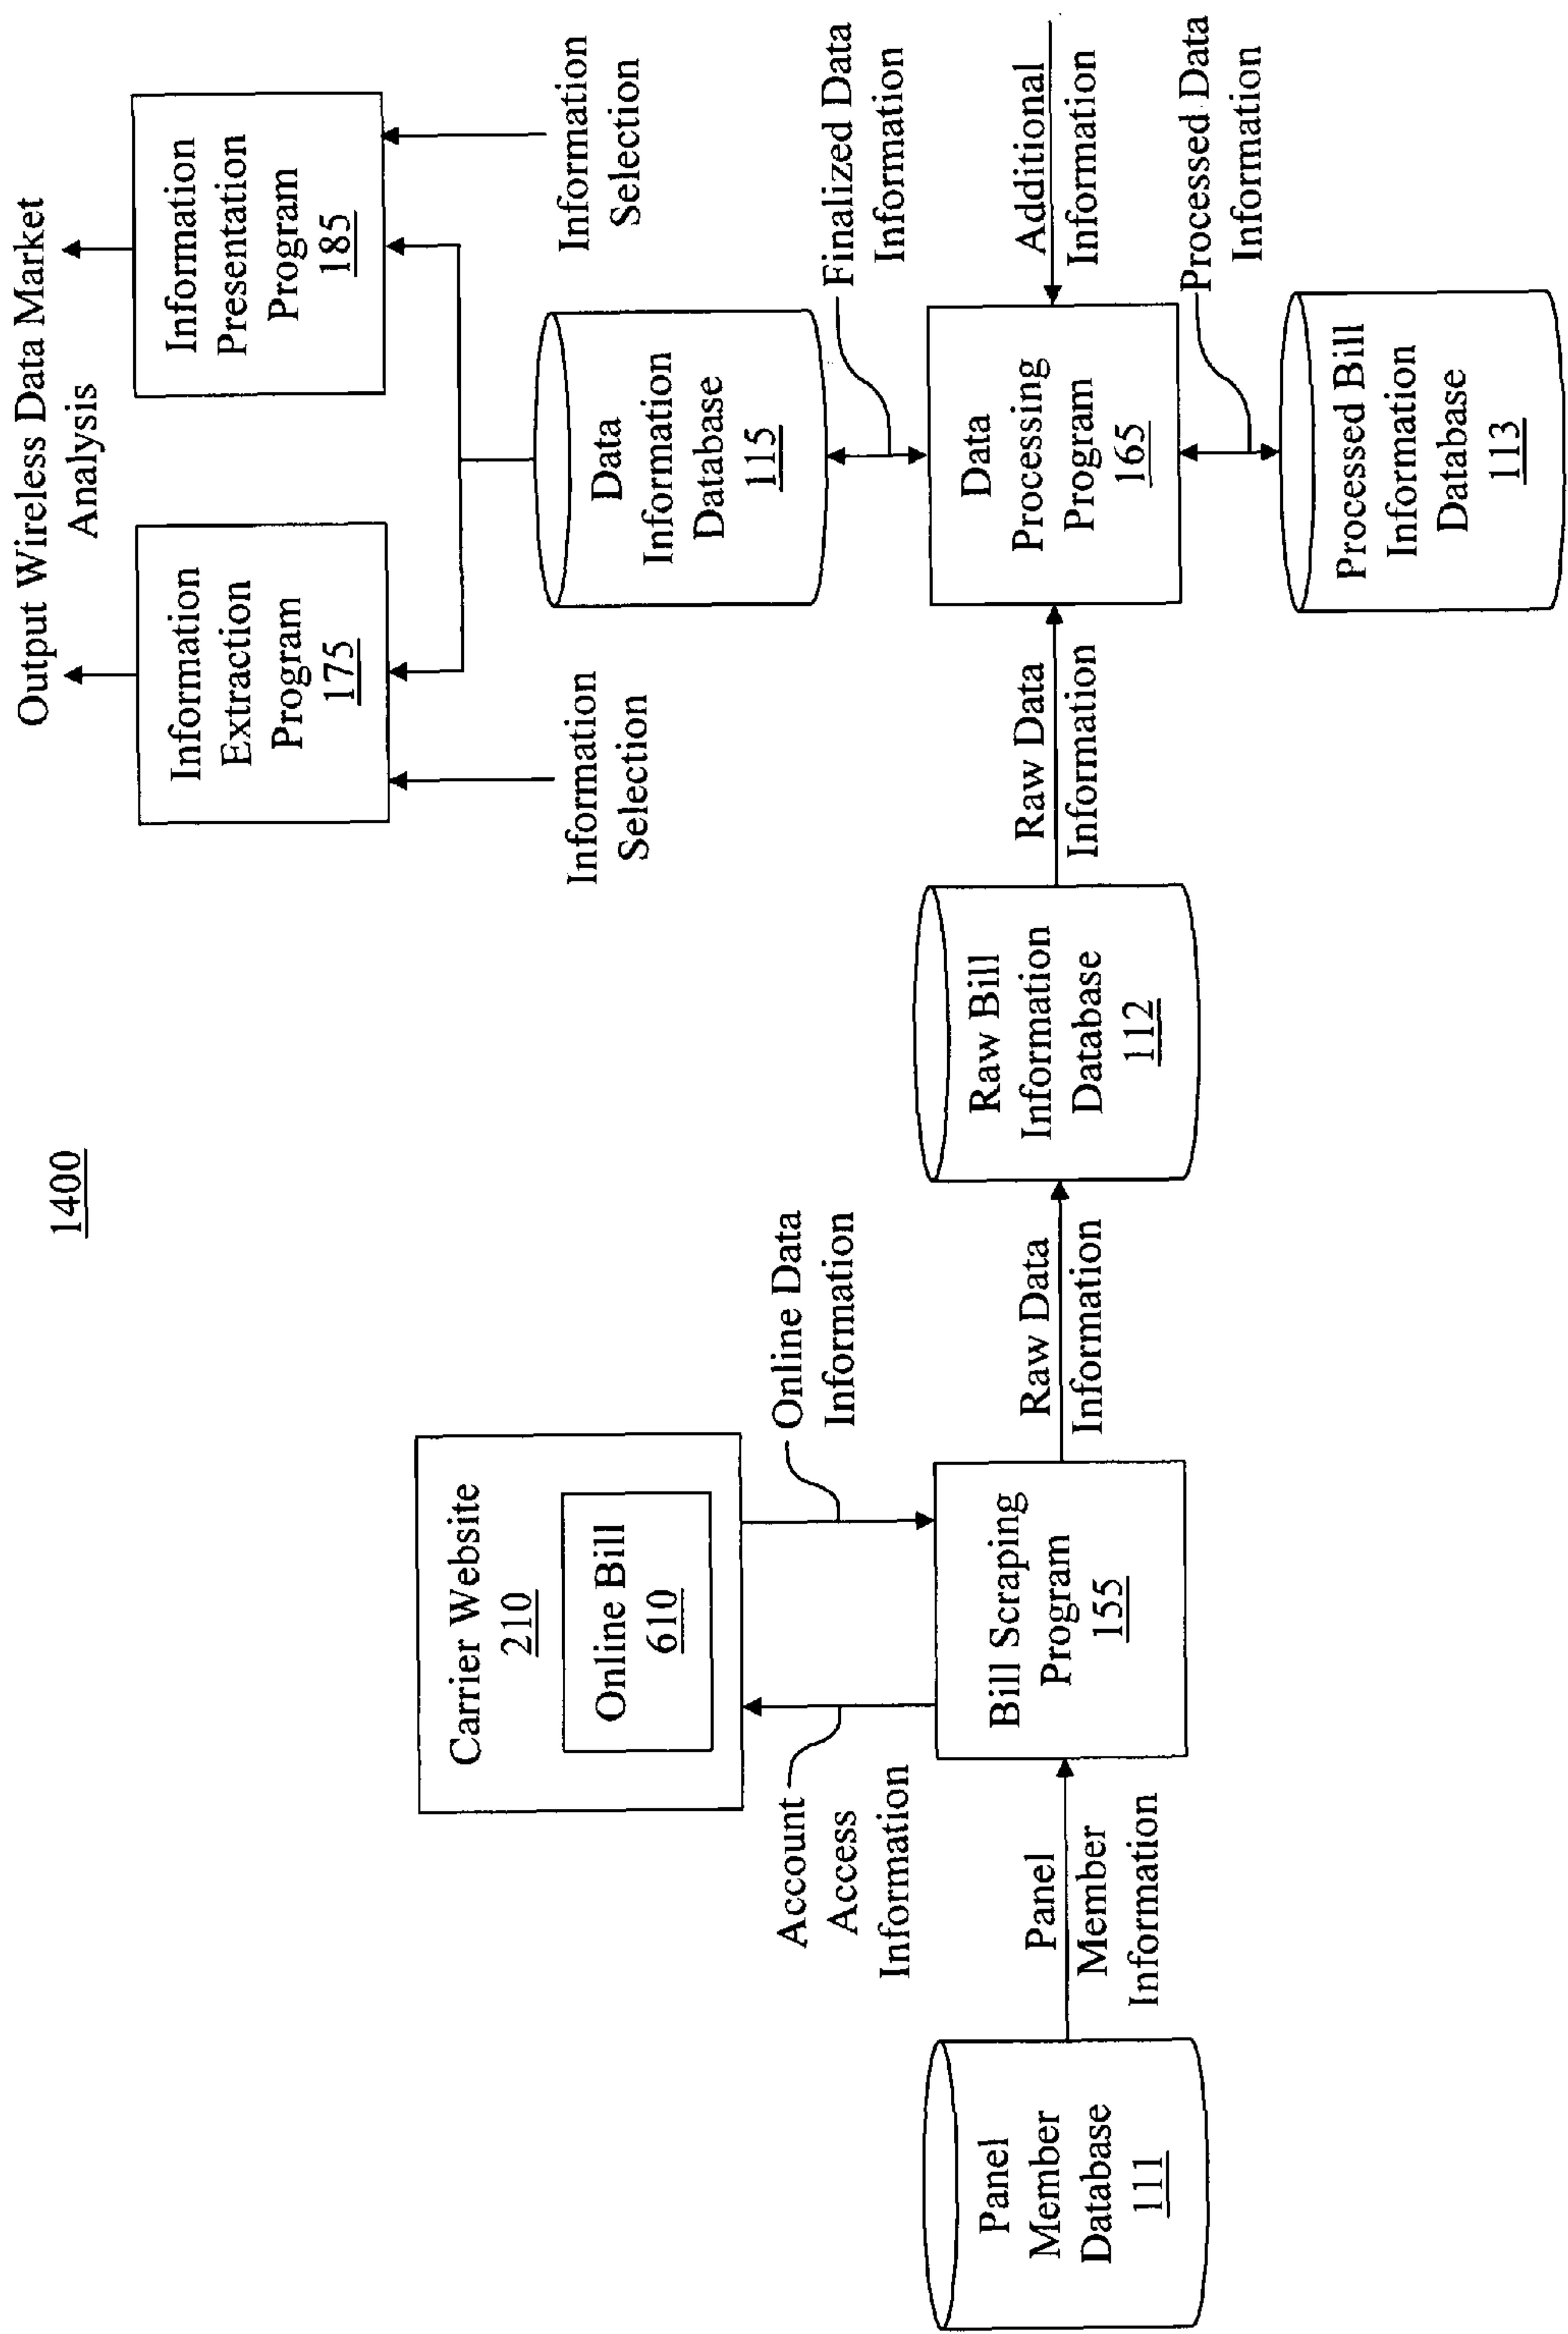 1400
Output Wireless Data Market
Analysis
Information
Extraction
Program
175
Information
Presentation
Program
185
Information
Selection
Information
Selection
Carrier Website
210
Online Bill
610
Data
Information
Database
115
Account
Access
Information
Online Data
Information
Finalized Data
Information
Panel
Member
Database
111
Panel
Member
Information
Bill Scraping
Program
155
Raw Data
Information
Raw Bill
Information
Database
112
Raw Data
Information
Data
Processing
Program
165
Additional
Information
Processed Data
Information
Processed Bill
Information
Database
113